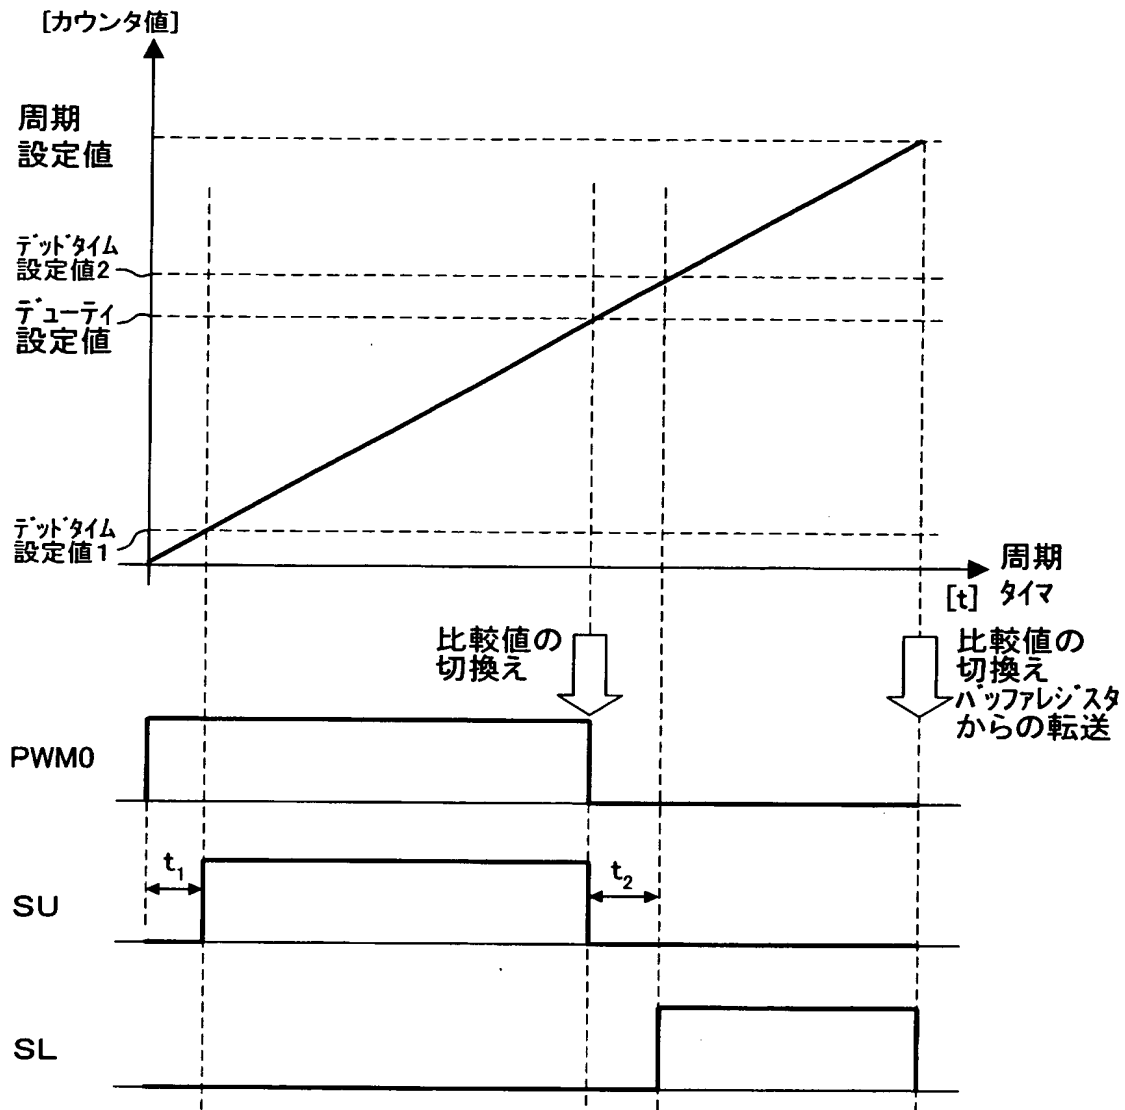 [カウンタ値]
周期
設定値
デッドタイム
設定値2
デューティ
設定値
デッドタイム
設定値1
周期
[t] タイマ
比較値の
切換え
比較値の
切換え
バッファレジスタ
からの転送
PWM0
t1
SU
t2
SL